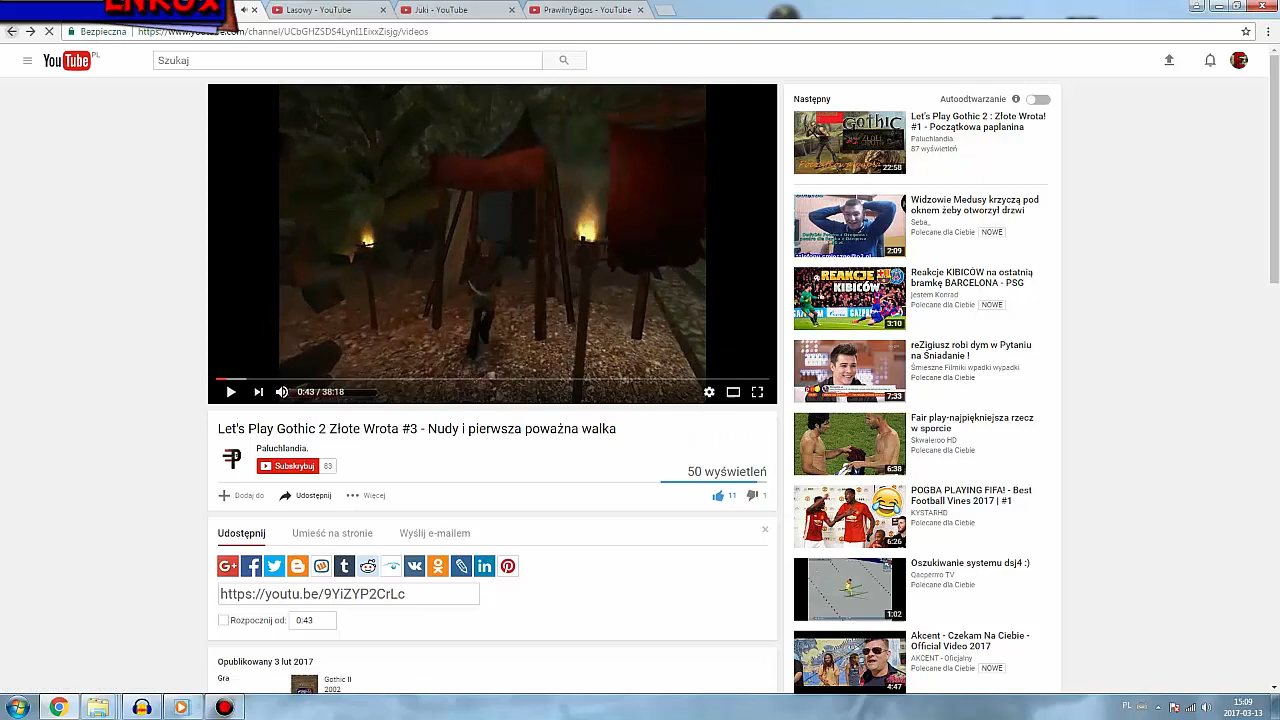 ENKOX
Lasowy - YouTube
Juki - YouTube
PrawilnyBigos - YouTube
Bezpieczna
https://www.youtube.com/channel/UCbGHZSDS4LynI1EixxZisjg/videos
YouTube PL
Szukaj
0:43 / 38:18
Let's Play Gothic 2 Złote Wrota #3 - Nudy i pierwsza poważna walka
Paluchlandia.
Subskrybuj 83
50 wyświetleń
Dodaj do
Udostępnij
Więcej
11
1
Udostępnij
Umieść na stronie
Wyślij e-mailem
https://youtu.be/9YiZYP2CrLc
Rozpocznij od: 0:43
Opublikowany 3 lut 2017
Gra
Gothic II
2002
Następny
Autoodtwarzanie
GOTHIC
22:58
Let's Play Gothic 2 : Złote Wrota!
#1 - Początkowa paplanina
Paluchlandia.
87 wyświetleń
2:09
Widzowie Medusy krzyczą pod
oknem żeby otworzył drzwi
Seba_
Polecane dla Ciebie NOWE
REAKCJE
KIBICÓW
3:10
Reakcje KIBICÓW na ostatnią
bramkę BARCELONA - PSG
jestem Konrad
Polecane dla Ciebie NOWE
7:33
reZigiusz robi dym w Pytaniu
na Śniadanie !
Śmieszne Filmiki wpadki wypadki
Polecane dla Ciebie
6:38
Fair play-najpiękniejsza rzecz
w sporcie
Skwaleroo HD
Polecane dla Ciebie
6:26
POGBA PLAYING FIFA! - Best
Football Vines 2017 | #1
KYSTARHD
Polecane dla Ciebie
1:02
Oszukiwanie systemu dsj4 :)
Qacperrro TV
Polecane dla Ciebie
4:47
Akcent - Czekam Na Ciebie -
Official Video 2017
AKCENT - Oficjalny
Polecane dla Ciebie NOWE
PL
15:09
2017-03-13